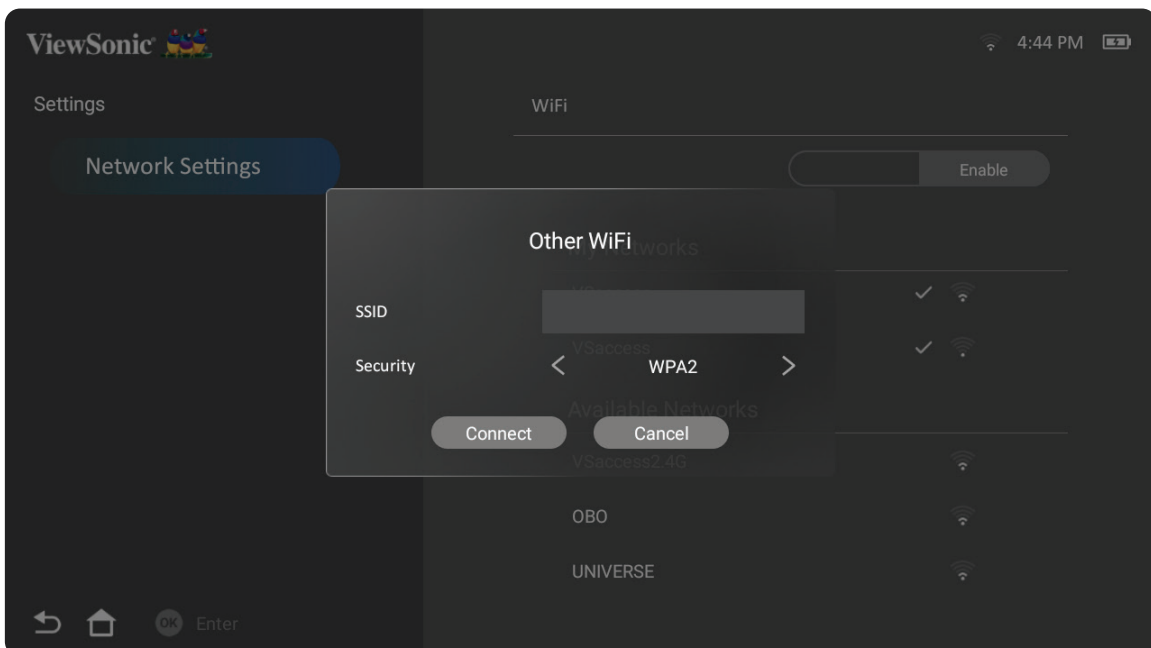 ViewSonic
4:44 PM
Settings
WiFi
Network Settings
Enable
Other WiFi
My Networks
SSID
VSaccess
Security
WPA2
Available Networks
Connect
Cancel
VSaccess2.4G
OBO
UNIVERSE
OK Enter